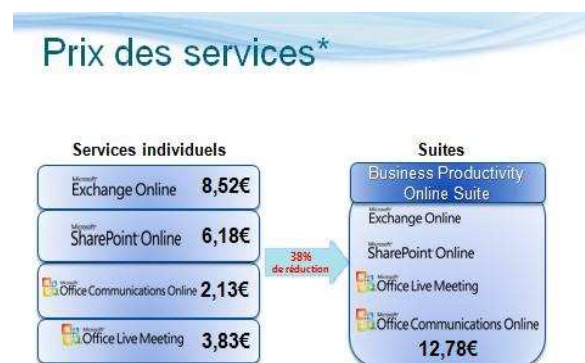 Prix des services*
Services individuels
Microsoft
Exchange Online 8,52€
Microsoft
SharePoint Online 6,18€
Microsoft
Office Communications Online 2,13€
Microsoft
Office Live Meeting 3,83€
38%
de réduction
Suites
Business Productivity
Online Suite
Microsoft
Exchange Online
Microsoft
SharePoint Online
Microsoft
Office Live Meeting
Microsoft
Office Communications Online
12,78€